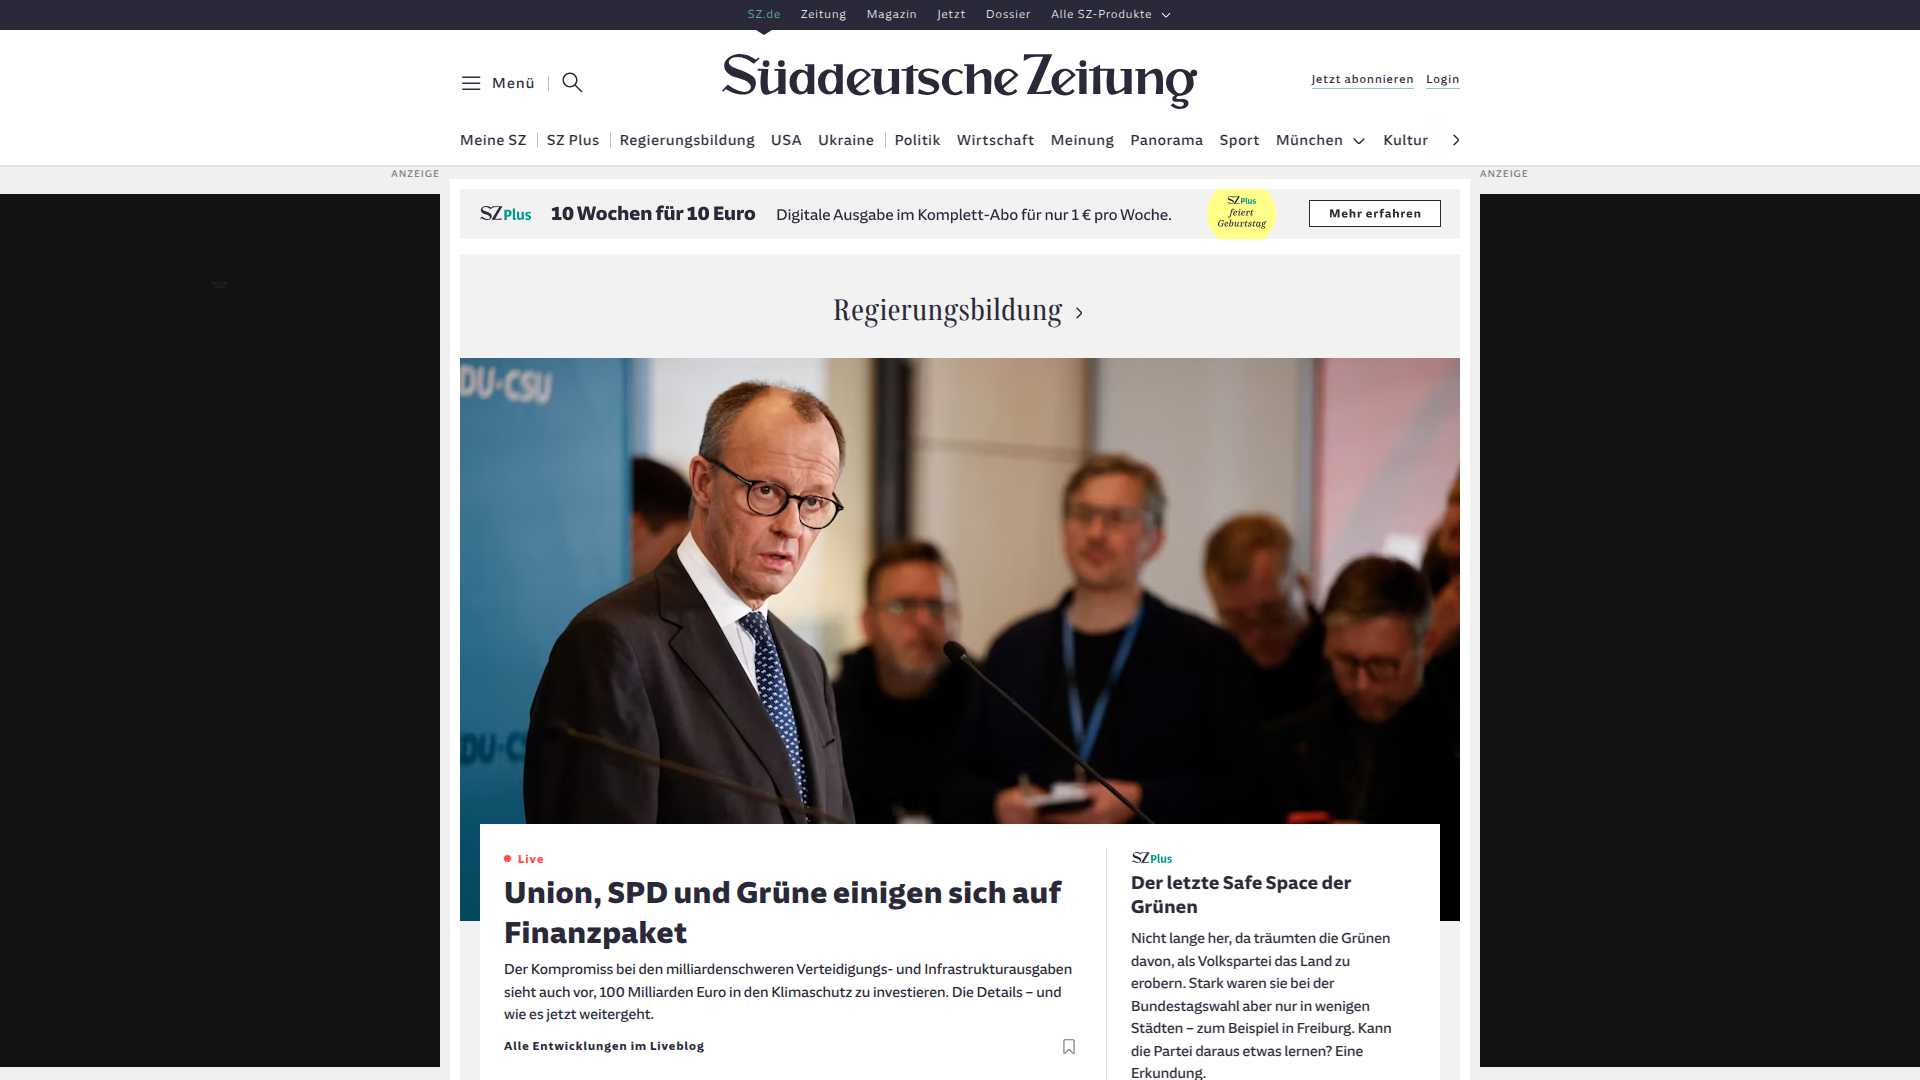 SZ.de Zeitung Magazin Jetzt Dossier Alle SZ-Produkte
Menü
Süddeutsche Zeitung
Jetzt abonnieren Login
Meine SZ SZ Plus Regierungsbildung USA Ukraine Politik Wirtschaft Meinung Panorama Sport München Kultur
ANZEIGE
ANZEIGE
SZ Plus 10 Wochen für 10 Euro Digitale Ausgabe im Komplett-Abo für nur 1 € pro Woche.
SZ Plus
feiert
Geburtstag
Mehr erfahren
Regierungsbildung
DU·CSU
DU·CS
Live
Union, SPD und Grüne einigen sich auf
Finanzpaket
Der Kompromiss bei den milliardenschweren Verteidigungs- und Infrastrukturausgaben
sieht auch vor, 100 Milliarden Euro in den Klimaschutz zu investieren. Die Details – und
wie es jetzt weitergeht.
Alle Entwicklungen im Liveblog
SZ Plus
Der letzte Safe Space der
Grünen
Nicht lange her, da träumten die Grünen
davon, als Volkspartei das Land zu
erobern. Stark waren sie bei der
Bundestagswahl aber nur in wenigen
Städten – zum Beispiel in Freiburg. Kann
die Partei daraus etwas lernen? Eine
Erkundung.